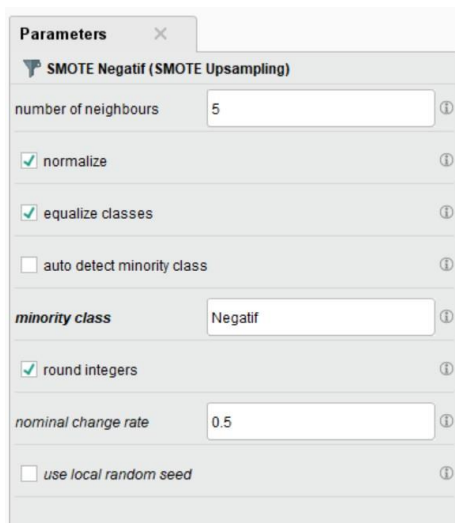 Parameters
SMOTE Negatif (SMOTE Upsampling)
number of neighbours 5
normalize
equalize classes
auto detect minority class
minority class Negatif
round integers
nominal change rate 0.5
use local random seed